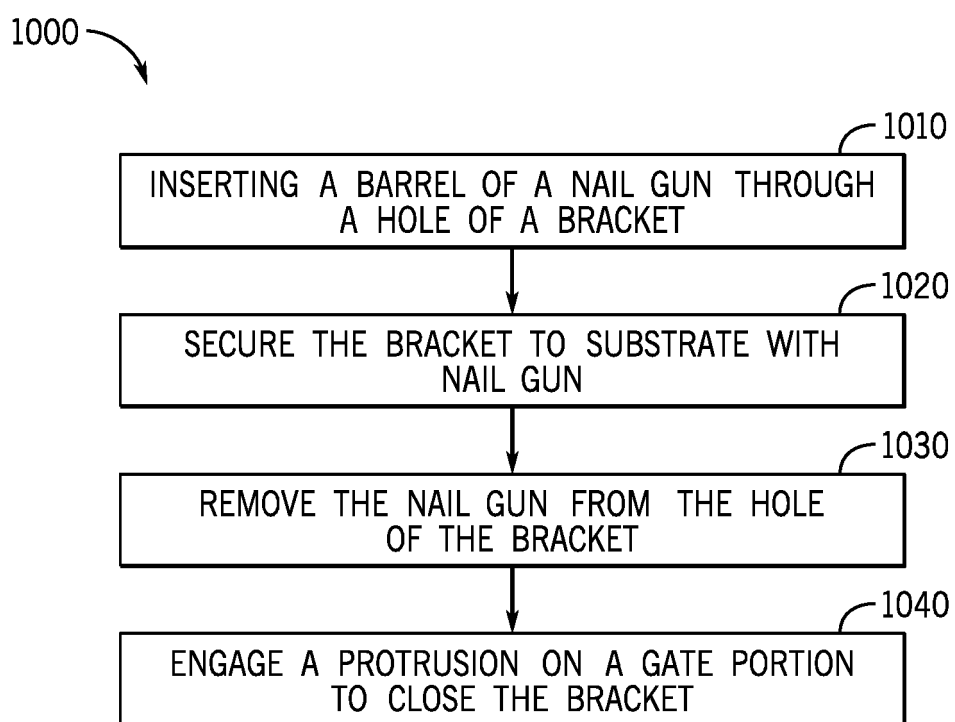 1000
1010
INSERTING A BARREL OF A NAIL GUN THROUGH
A HOLE OF A BRACKET
1020
SECURE THE BRACKET TO SUBSTRATE WITH
NAIL GUN
1030
REMOVE THE NAIL GUN FROM THE HOLE
OF THE BRACKET
1040
ENGAGE A PROTRUSION ON A GATE PORTION
TO CLOSE THE BRACKET